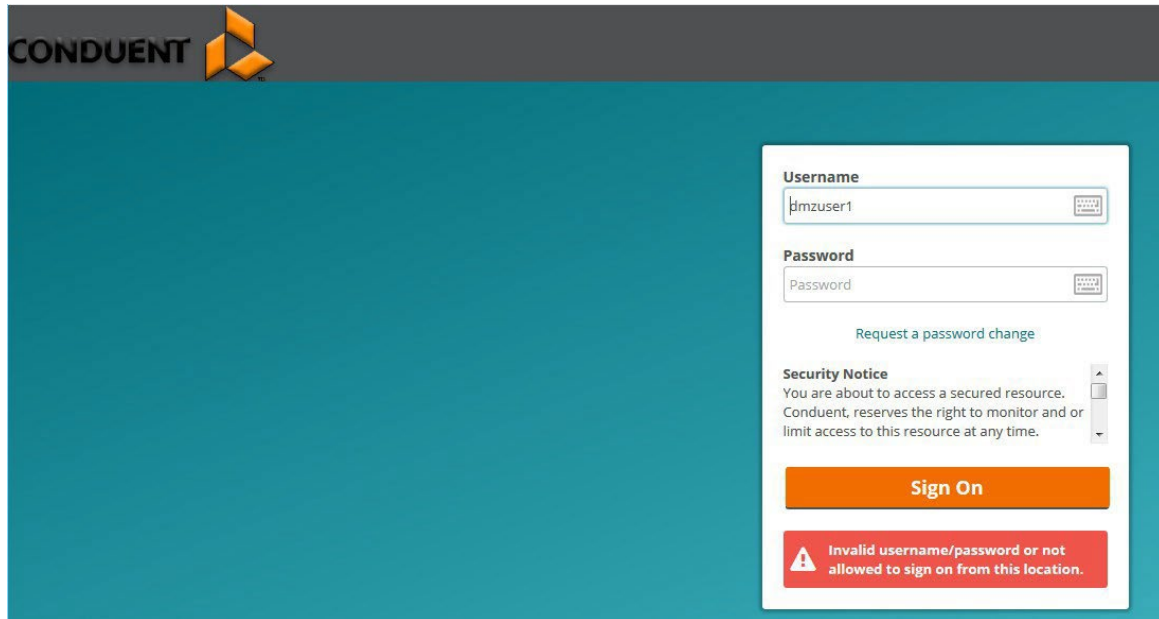 CONDUENT
Username
dmzuser1
Password
Password
Request a password change
Security Notice
You are about to access a secured resource.
Conduent, reserves the right to monitor and or
limit access to this resource at any time.
Sign On
Invalid username/password or not
allowed to sign on from this location.